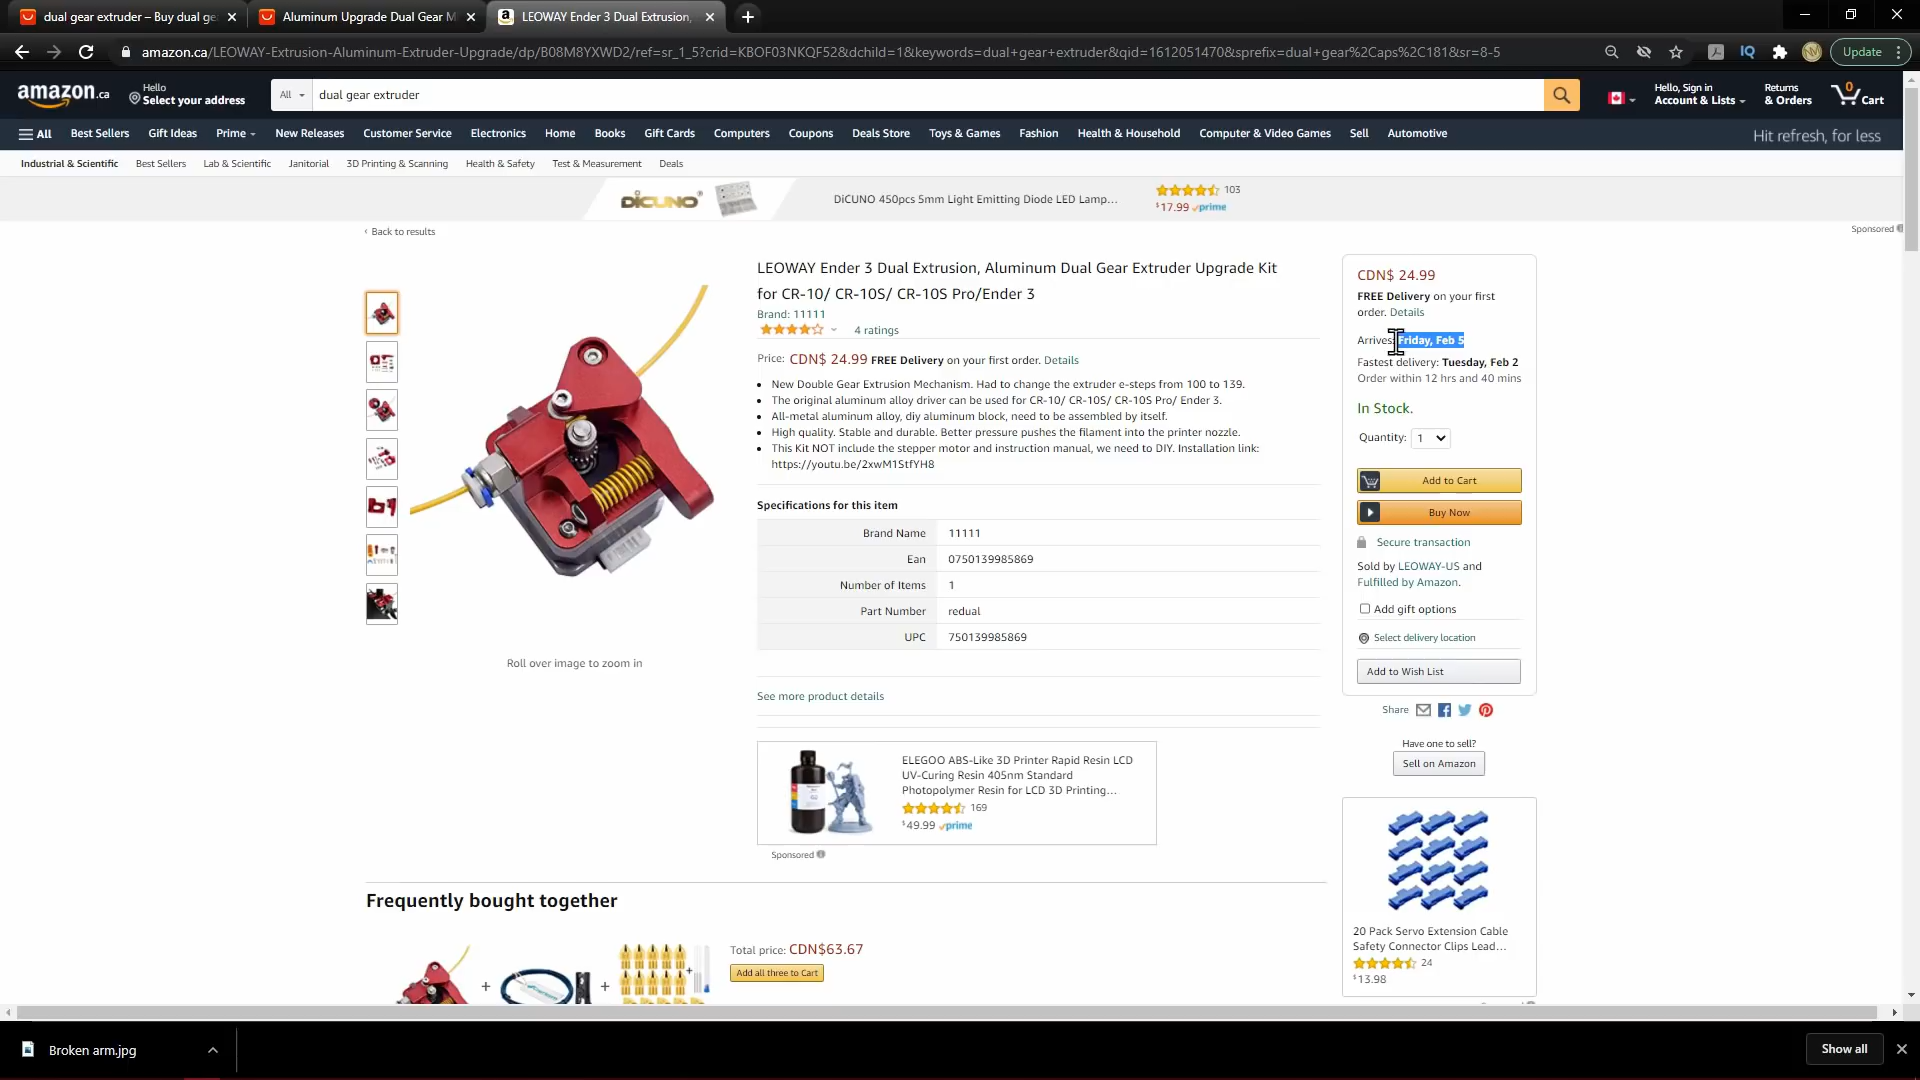 dual gear extruder – Buy dual ge
Aluminum Upgrade Dual Gear M
LEOWAY Ender 3 Dual Extrusion,
amazon.ca/LEOWAY-Extrusion-Aluminum-Extruder-Upgrade/dp/B08M8YXWD2/ref=sr_1_5?crid=KBOF03NKQF52&dchild=1&keywords=dual+gear+extruder&qid=1612051470&sprefix=dual+gear%2Caps%2C181&sr=8-5
Update
amazon.ca
Hello
Select your address
All
dual gear extruder
Hello, Sign in
Account & Lists
Returns
& Orders
0
Cart
All
Best Sellers
Gift Ideas
Prime
New Releases
Customer Service
Electronics
Home
Books
Gift Cards
Computers
Coupons
Deals Store
Toys & Games
Fashion
Health & Household
Computer & Video Games
Sell
Automotive
Hit refresh, for less
Industrial & Scientific
Best Sellers
Lab & Scientific
Janitorial
3D Printing & Scanning
Health & Safety
Test & Measurement
Deals
DiCUNO®
DiCUNO 450pcs 5mm Light Emitting Diode LED Lamp...
103
$17.99 prime
Sponsored
‹ Back to results
LEOWAY Ender 3 Dual Extrusion, Aluminum Dual Gear Extruder Upgrade Kit
for CR-10/ CR-10S/ CR-10S Pro/Ender 3
Brand: 11111
4 ratings
Price: CDN$ 24.99 FREE Delivery on your first order. Details
• New Double Gear Extrusion Mechanism. Had to change the extruder e-steps from 100 to 139.
• The original aluminum alloy driver can be used for CR-10/ CR-10S/ CR-10S Pro/ Ender 3.
• All-metal aluminum alloy, diy aluminum block, need to be assembled by itself.
• High quality. Stable and durable. Better pressure pushes the filament into the printer nozzle.
• This Kit NOT include the stepper motor and instruction manual, we need to DIY. Installation link:
https://youtu.be/2xwM1StfYH8
Specifications for this item
Brand Name 11111
Ean 0750139985869
Number of Items 1
Part Number redual
UPC 750139985869
Roll over image to zoom in
See more product details
ELEGOO ABS-Like 3D Printer Rapid Resin LCD
UV-Curing Resin 405nm Standard
Photopolymer Resin for LCD 3D Printing...
169
$49.99 prime
Sponsored
CDN$ 24.99
FREE Delivery on your first
order. Details
Arrives: Friday, Feb 5
Fastest delivery: Tuesday, Feb 2
Order within 12 hrs and 40 mins
In Stock.
Quantity: 1
Add to Cart
Buy Now
Secure transaction
Sold by LEOWAY-US and
Fulfilled by Amazon.
Add gift options
Select delivery location
Add to Wish List
Share
Have one to sell?
Sell on Amazon
20 Pack Servo Extension Cable
Safety Connector Clips Lead...
24
$13.98
Frequently bought together
+
+
Total price: CDN$63.67
Add all three to Cart
Broken arm.jpg
Show all